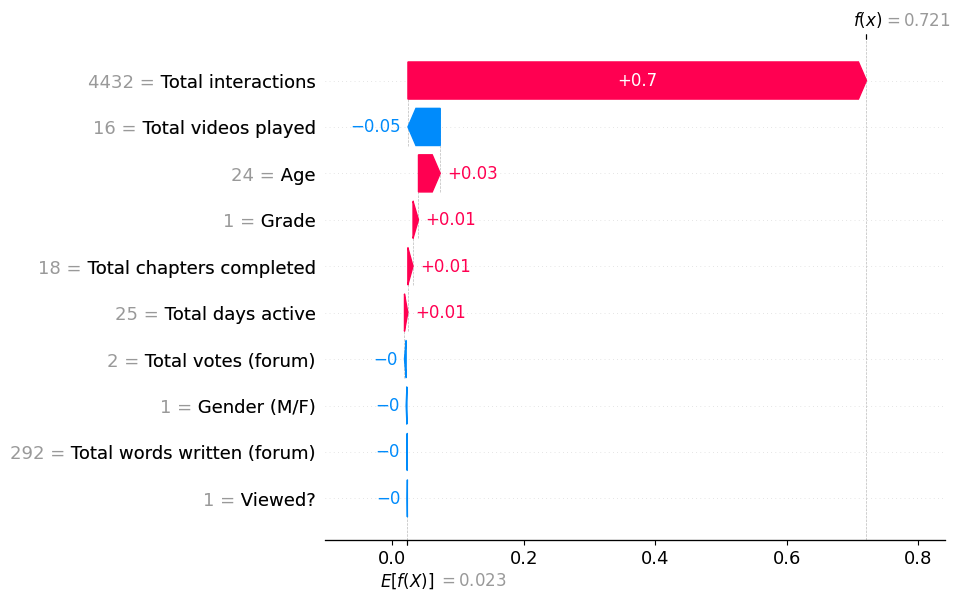 f(x) = 0.721
4432 = Total interactions +0.7
16 = Total videos played −0.05
24 = Age +0.03
1 = Grade +0.01
18 = Total chapters completed +0.01
25 = Total days active +0.01
2 = Total votes (forum) −0
1 = Gender (M/F) −0
292 = Total words written (forum) −0
1 = Viewed? −0
0.0 0.2 0.4 0.6 0.8
E[f(X)] = 0.023